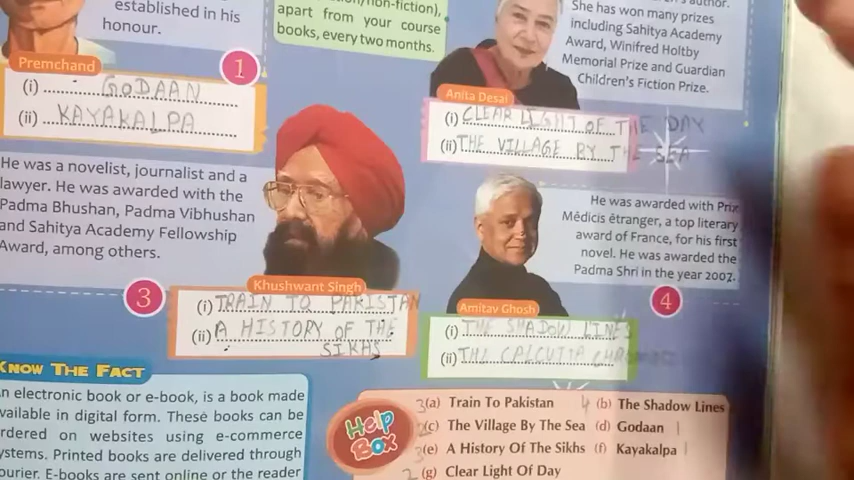 established in his
honour.
Premchand
1
(i) GODAAN
(ii) KAYAKALPA
apart from your course
books, every two months.
She has won many prizes
including Sahitya Academy
Award, Winifred Holtby
Memorial Prize and Guardian
Children's Fiction Prize.
Anita Desai
(i) CLEAR LIGHT OF THE DAY
(ii) THE VILLAGE BY THE SEA
He was a novelist, journalist and a
lawyer. He was awarded with the
Padma Bhushan, Padma Vibhushan
and Sahitya Academy Fellowship
Award, among others.
3
Khushwant Singh
(i) TRAIN TO PAKISTAN
(ii) A HISTORY OF THE
SIKHS
He was awarded with Prix
Médicis étranger, a top literary
award of France, for his first
novel. He was awarded the
Padma Shri in the year 2007.
4
Amitav Ghosh
(i) THE SHADOW LINES
(ii) THE CALCUTTA
KNOW THE FACT
An electronic book or e-book, is a book made
available in digital form. These books can be
ordered on websites using e-commerce
systems. Printed books are delivered through
courier. E-books are sent online or the reader
Help
Box
3 (a) Train To Pakistan 4 (b) The Shadow Lines
(c) The Village By The Sea (d) Godaan 1
3 (e) A History Of The Sikhs (f) Kayakalpa 1
2 (g) Clear Light Of Day